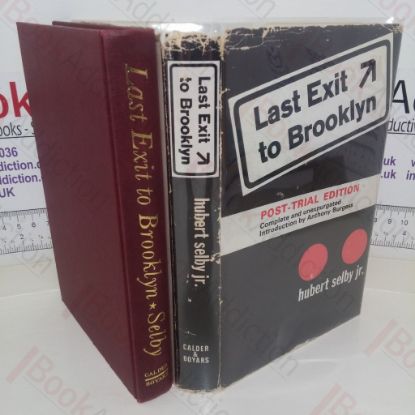 Last Exit to Brooklyn * Selby
CALDER
BOYARS
Last Exit
to Brooklyn
hubert selby jr.
CALDER
&
BOYARS
Last Exit
to Brooklyn
POST-TRIAL EDITION
Complete and unexpurgated
Introduction by Anthony Burgess
hubert selby jr.